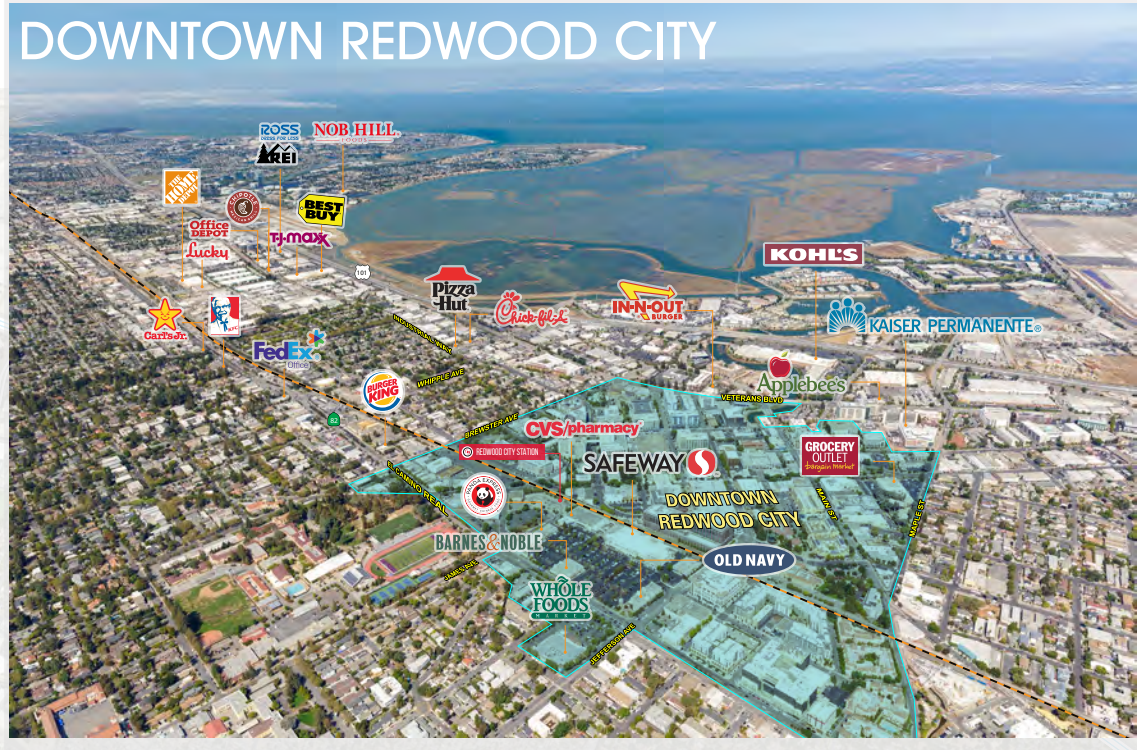 DOWNTOWN REDWOOD CITY
ROSS
DRESS FOR LESS
REI
NOB HILL
FOODS
THE
HOME
DEPOT
CHIPOTLE
MEXICAN GRILL
BEST
BUY
Office
DEPOT
T·J·maxx
Lucky
KOHL'S
101
Pizza
Hut
Chick-fil-A
IN-N-OUT
BURGER
KAISER PERMANENTE®
Carl's Jr.
KFC
INDUSTRIAL WAY
FedEx®
Office
WHIPPLE AVE
Applebee's
BURGER
KING
VETERANS BLVD
82
BREWSTER AVE
CVS/pharmacy
REDWOOD CITY STATION
GROCERY
OUTLET
bargain market
SAFEWAY
EL CAMINO REAL
PANDA EXPRESS
DOWNTOWN
REDWOOD CITY
MAIN ST
MAPLE ST
BARNES&NOBLE
OLD NAVY
JAMES AVE
WHOLE
FOODS
MARKET
JEFFERSON AVE